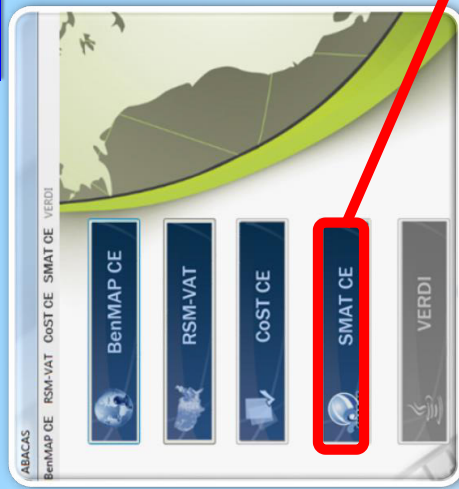 ABACAS
BenMAP CE RSM-VAT CoST CE SMAT CE VERDI
BenMAP CE
RSM-VAT
CoST CE
SMAT CE
VERDI